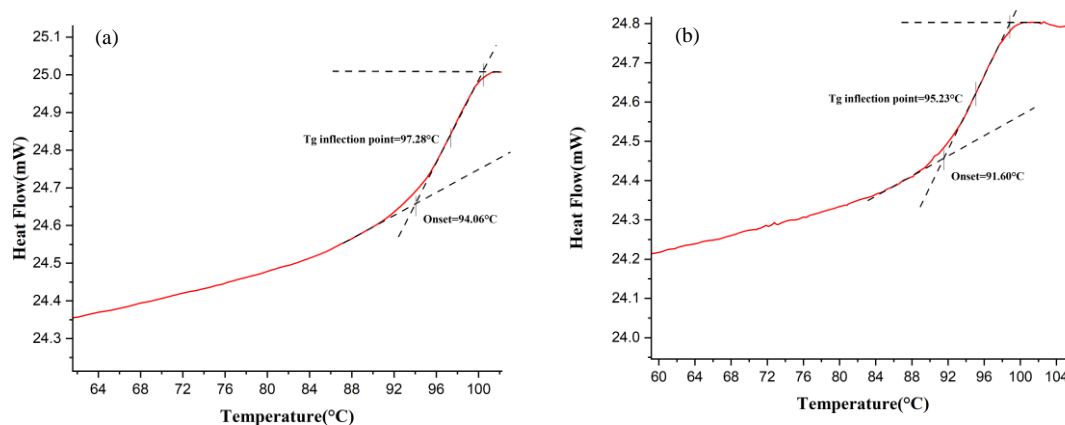 (a)
25.1
25.0
24.9
24.8
24.7
24.6
24.5
24.4
24.3
Heat Flow(mW)
Tg inflection point=97.28°C
Onset=94.06°C
64 68 72 76 80 84 88 92 96 100
Temperature(°C)
(b)
24.8
24.7
24.6
24.5
24.4
24.3
24.2
24.1
24.0
Heat Flow(mW)
Tg inflection point=95.23°C
Onset=91.60°C
60 64 68 72 76 80 84 88 92 96 100 104
Temperature(°C)